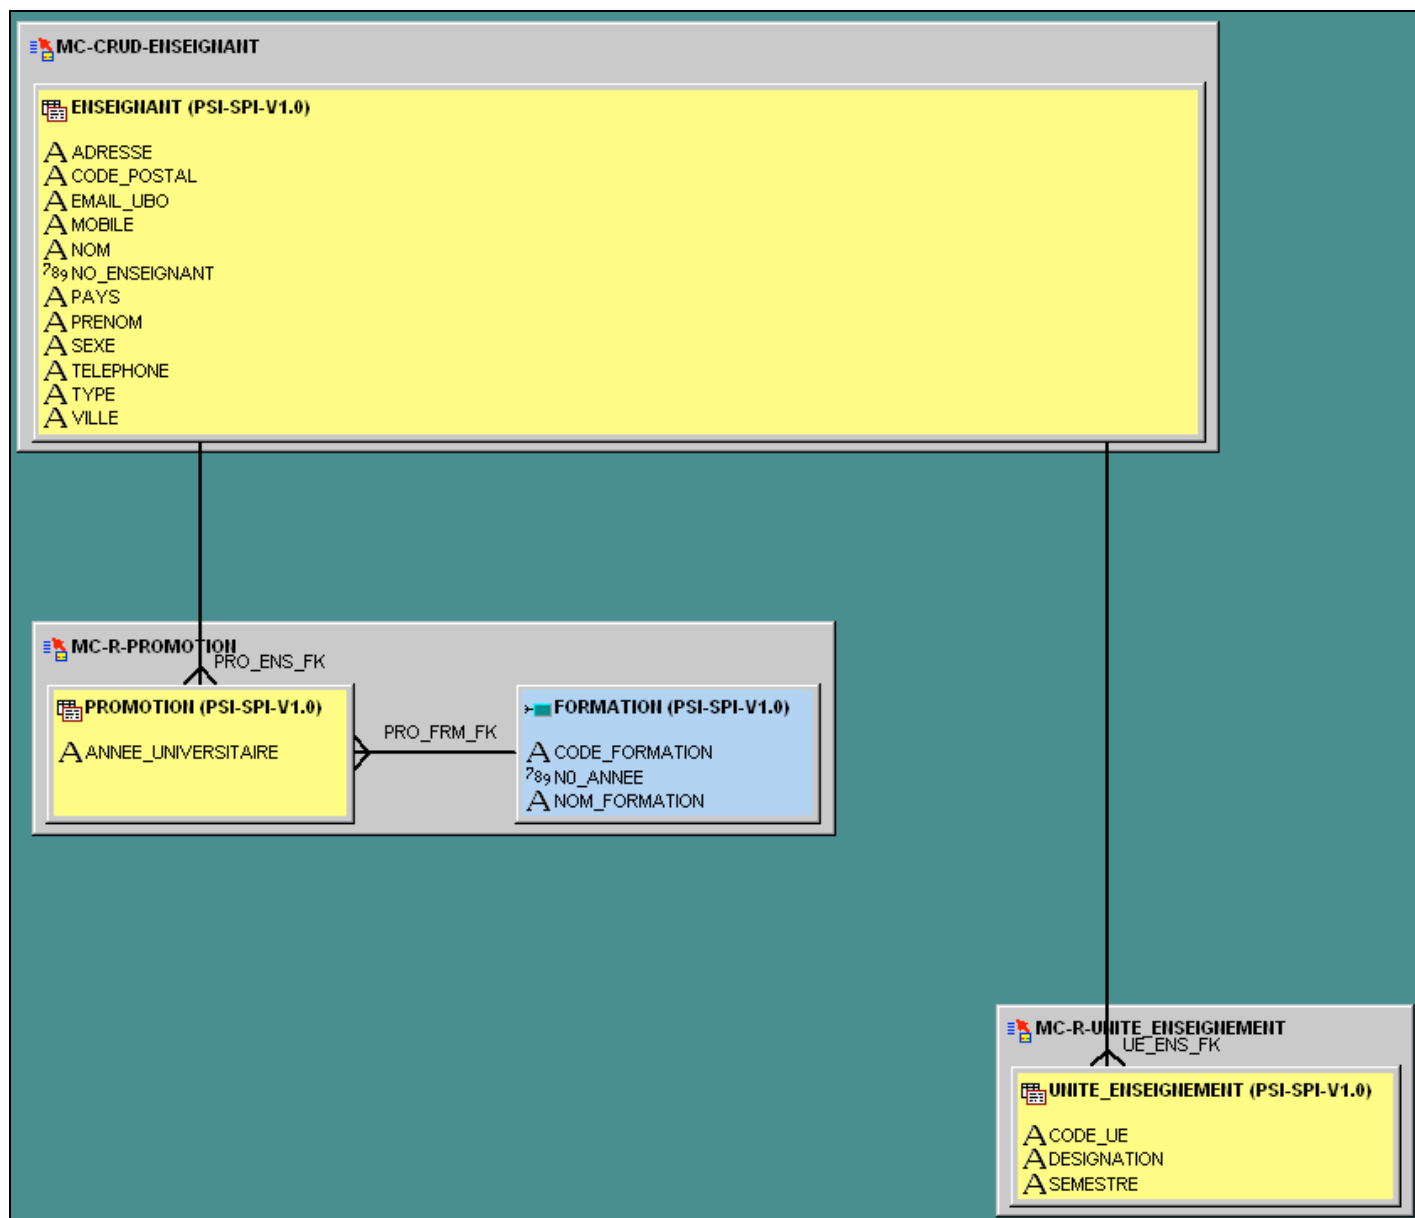 MC-CRUD-ENSEIGNANT
ENSEIGNANT (PSI-SPI-V1.0)
A ADRESSE
A CODE_POSTAL
A EMAIL_UBO
A MOBILE
A NOM
789 NO_ENSEIGNANT
A PAYS
A PRENOM
A SEXE
A TELEPHONE
A TYPE
A VILLE
MC-R-PROMOTION
PRO_ENS_FK
PROMOTION (PSI-SPI-V1.0)
A ANNEE_UNIVERSITAIRE
PRO_FRM_FK
FORMATION (PSI-SPI-V1.0)
A CODE_FORMATION
789 NO_ANNEE
A NOM_FORMATION
MC-R-UNITE_ENSEIGNEMENT
UE_ENS_FK
UNITE_ENSEIGNEMENT (PSI-SPI-V1.0)
A CODE_UE
A DESIGNATION
A SEMESTRE